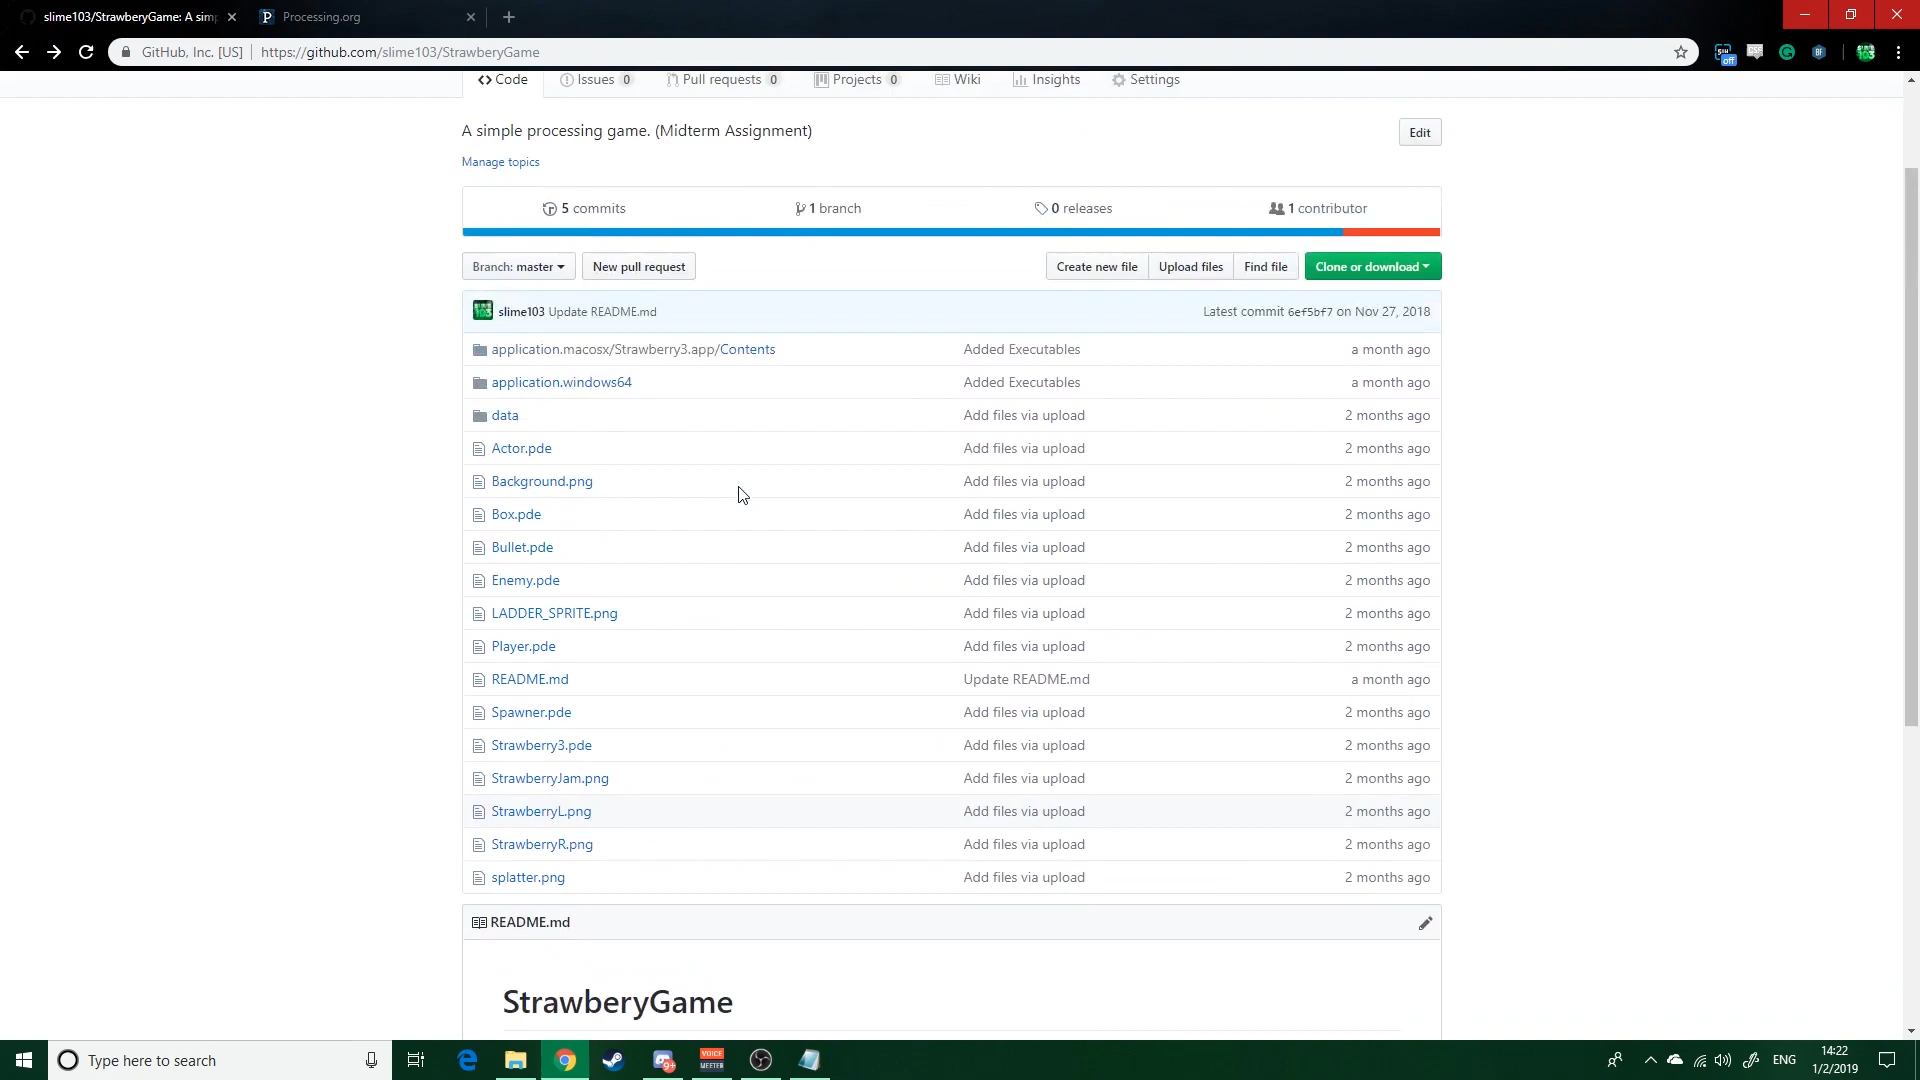 slime103/StrawberyGame: A simp
Processing.org
GitHub, Inc. [US] https://github.com/slime103/StrawberyGame
off
Code Issues 0 Pull requests 0 Projects 0 Wiki Insights Settings
A simple processing game. (Midterm Assignment) Edit
Manage topics
5 commits 1 branch 0 releases 1 contributor
Branch: master New pull request Create new file Upload files Find file Clone or download
slime103 Update README.md Latest commit 6ef5bf7 on Nov 27, 2018
application.macosx/Strawberry3.app/Contents Added Executables a month ago
application.windows64 Added Executables a month ago
data Add files via upload 2 months ago
Actor.pde Add files via upload 2 months ago
Background.png Add files via upload 2 months ago
Box.pde Add files via upload 2 months ago
Bullet.pde Add files via upload 2 months ago
Enemy.pde Add files via upload 2 months ago
LADDER_SPRITE.png Add files via upload 2 months ago
Player.pde Add files via upload 2 months ago
README.md Update README.md a month ago
Spawner.pde Add files via upload 2 months ago
Strawberry3.pde Add files via upload 2 months ago
StrawberryJam.png Add files via upload 2 months ago
StrawberryL.png Add files via upload 2 months ago
StrawberryR.png Add files via upload 2 months ago
splatter.png Add files via upload 2 months ago
README.md
StrawberyGame
Type here to search
9+
VOICE
MEETER
ENG
14:22
1/2/2019